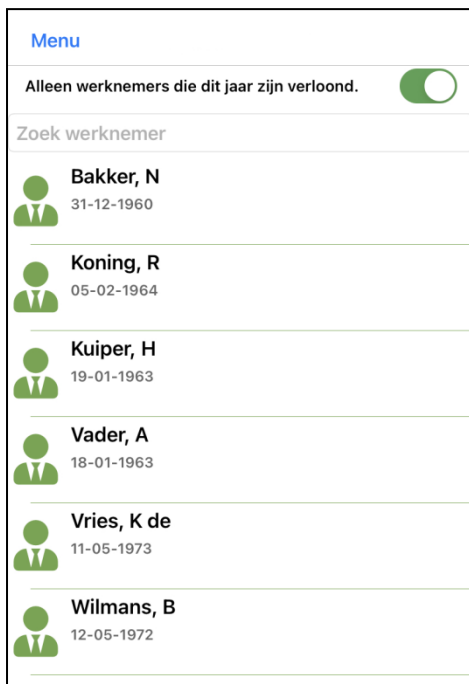 Menu
Alleen werknemers die dit jaar zijn verloond.
Zoek werknemer
Bakker, N
31-12-1960
Koning, R
05-02-1964
Kuiper, H
19-01-1963
Vader, A
18-01-1963
Vries, K de
11-05-1973
Wilmans, B
12-05-1972